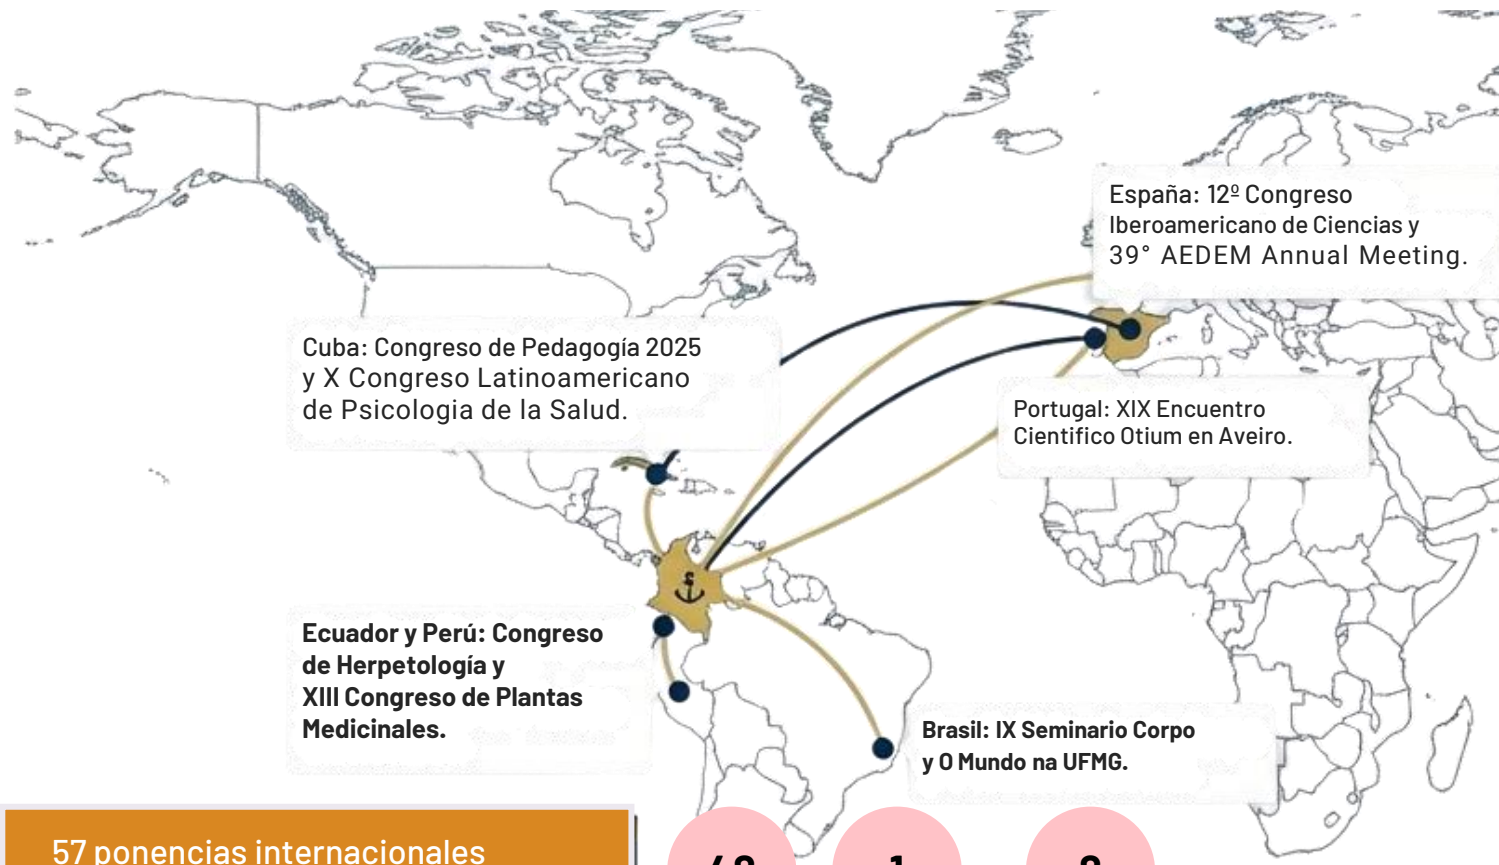 España: 12º Congreso
Iberoamericano de Ciencias y
39° AEDEM Annual Meeting.
Cuba: Congreso de Pedagogía 2025
y X Congreso Latinoamericano
de Psicologia de la Salud.
Portugal: XIX Encuentro
Cientifico Otium en Aveiro.
Ecuador y Perú: Congreso
de Herpetología y
XIII Congreso de Plantas
Medicinales.
Brasil: IX Seminario Corpo
y O Mundo na UFMG.
57 ponencias internacionales